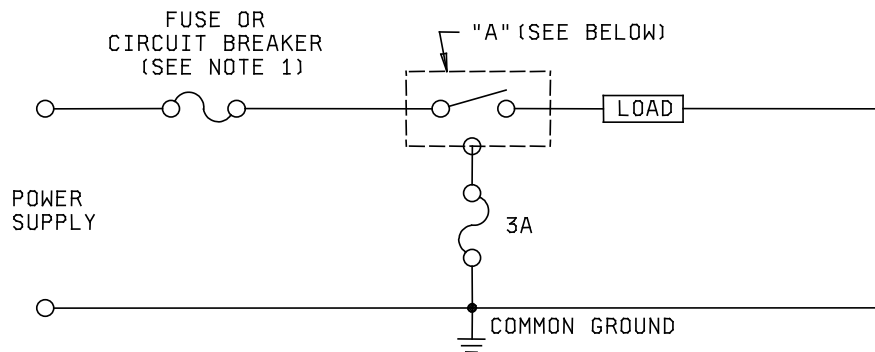 FUSE OR
CIRCUIT BREAKER
(SEE NOTE 1)
"A" (SEE BELOW)
LOAD
POWER
SUPPLY
3A
COMMON GROUND